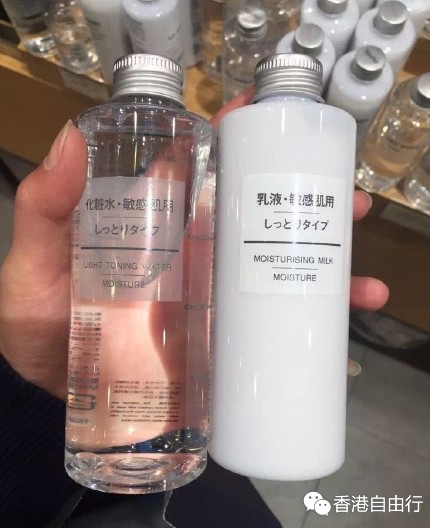 化粧水・敏感肌用
しっとりタイプ
LIGHT TONING WATER
MOISTURE
乳液・敏感肌用
しっとりタイプ
MOISTURISING MILK
MOISTURE
香港自由行